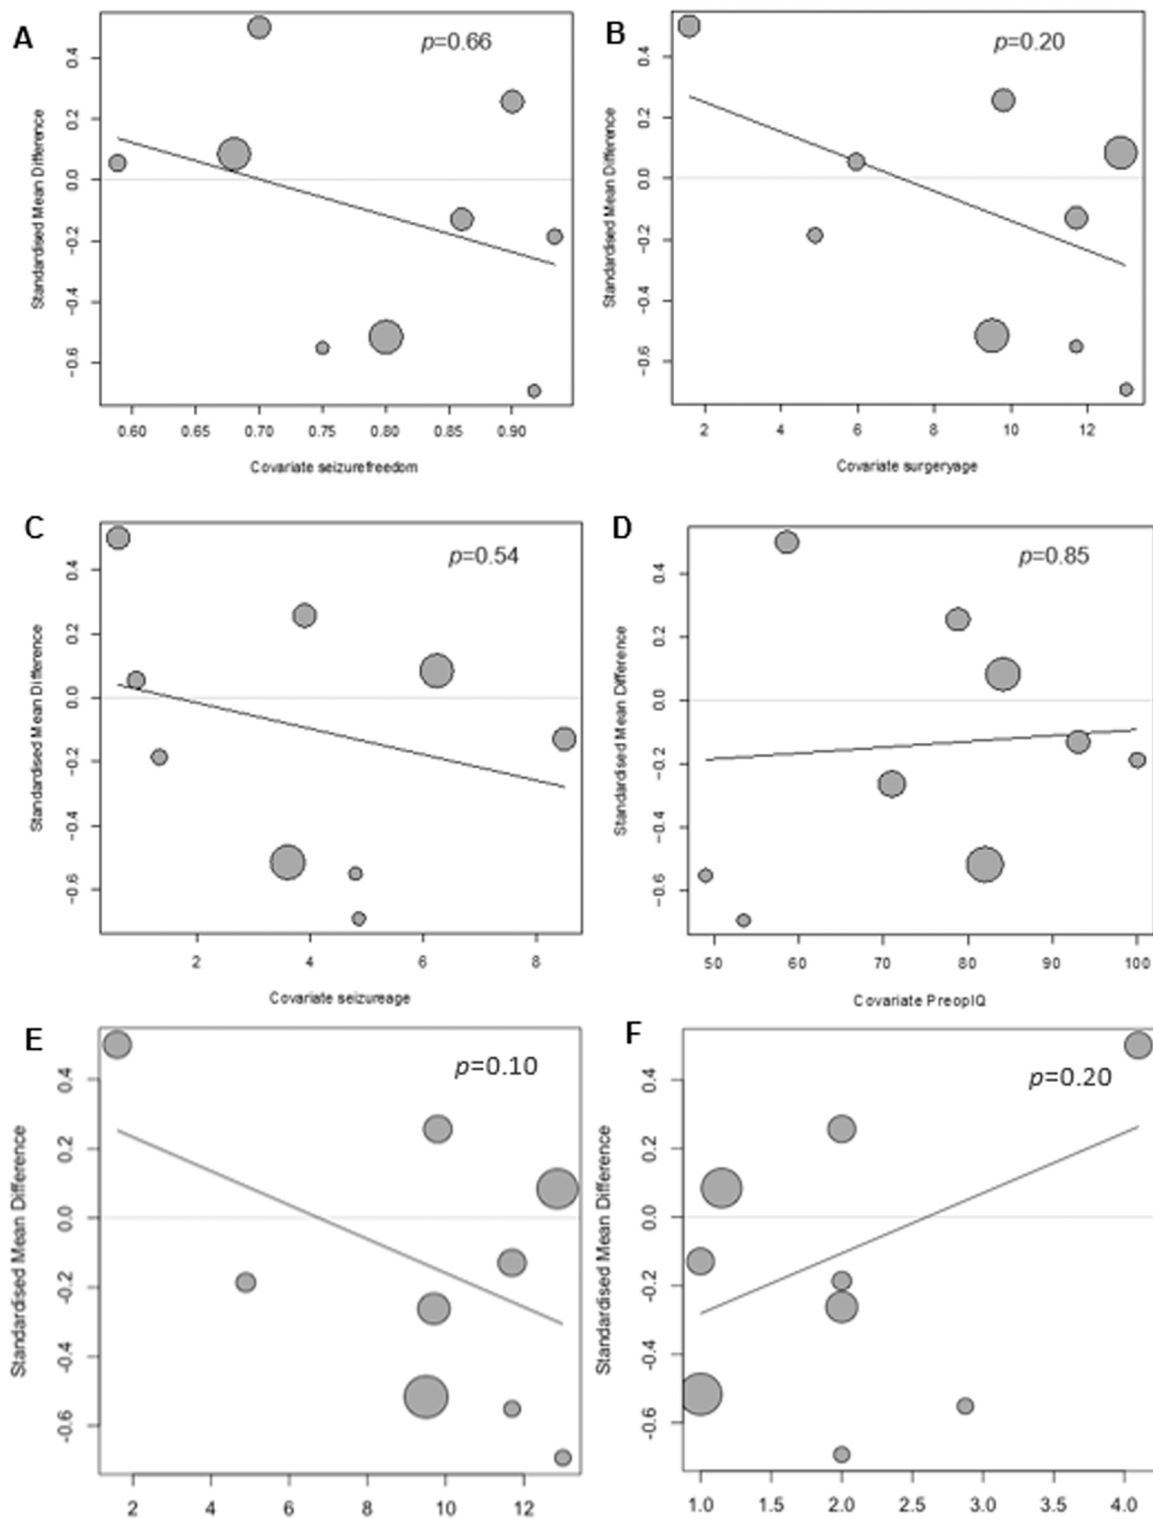 A
p=0.66
Standardised Mean Difference
0.4
0.2
0.0
−0.2
−0.4
−0.6
0.60 0.65 0.70 0.75 0.80 0.85 0.90
Covariate seizurefreedom
B
p=0.20
Standardised Mean Difference
0.4
0.2
0.0
−0.2
−0.4
−0.6
2 4 6 8 10 12
Covariate surgeryage
C
p=0.54
Standardised Mean Difference
0.4
0.2
0.0
−0.2
−0.4
−0.6
2 4 6 8
Covariate seizureage
D
p=0.85
Standardised Mean Difference
0.4
0.2
0.0
−0.2
−0.4
−0.6
50 60 70 80 90 100
Covariate PreopIQ
E
p=0.10
Standardised Mean Difference
0.4
0.2
0.0
-0.2
-0.4
-0.6
2 4 6 8 10 12
F
p=0.20
Standardised Mean Difference
0.4
0.2
0.0
-0.2
-0.4
-0.6
1.0 1.5 2.0 2.5 3.0 3.5 4.0